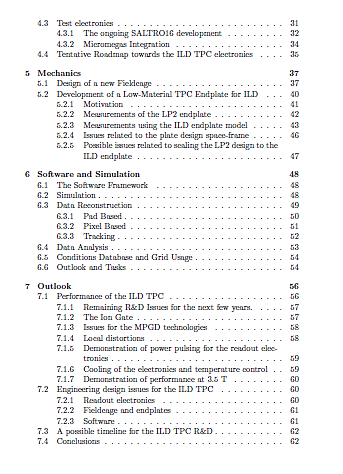 4.3 Test electronics . . . . . . . . . . . . . . . . . . . . . . . . 31
4.3.1 The ongoing SALTRO16 development . . . . . . . . 32
4.3.2 Micromegas Integration . . . . . . . . . . . . . . . . 34
4.4 Tentative Roadmap towards the ILD TPC electronics . . . . 35
5 Mechanics 37
5.1 Design of a new Fieldeage . . . . . . . . . . . . . . . . . . . . 37
5.2 Development of a Low-Material TPC Endplate for ILD . . . 40
5.2.1 Motivation . . . . . . . . . . . . . . . . . . . . . . 41
5.2.2 Measurements of the LP2 endplate . . . . . . . . . . 42
5.2.3 Measurements using the ILD endplate model . . . . . 43
5.2.4 Issues related to the plate design space-frame . . . . . 46
5.2.5 Possible issues related to sealing the LP2 design to the
ILD endplate . . . . . . . . . . . . . . . . . . . . . 47
6 Software and Simulation 48
6.1 The Software Framework . . . . . . . . . . . . . . . . . . . 48
6.2 Simulation . . . . . . . . . . . . . . . . . . . . . . . . . . . 48
6.3 Data Reconstruction . . . . . . . . . . . . . . . . . . . . . . 49
6.3.1 Pad Based . . . . . . . . . . . . . . . . . . . . . . . 50
6.3.2 Pixel Based . . . . . . . . . . . . . . . . . . . . . . 51
6.3.3 Tracking . . . . . . . . . . . . . . . . . . . . . . . . 52
6.4 Data Analysis . . . . . . . . . . . . . . . . . . . . . . . . . 53
6.5 Conditions Database and Grid Usage . . . . . . . . . . . . . 54
6.6 Outlook and Tasks . . . . . . . . . . . . . . . . . . . . . . . 54
7 Outlook 56
7.1 Performance of the ILD TPC . . . . . . . . . . . . . . . . . 56
7.1.1 Remaining R&D Issues for the next few years. . . . . 57
7.1.2 The Ion Gate . . . . . . . . . . . . . . . . . . . . . 57
7.1.3 Issues for the MPGD technologies . . . . . . . . . . 58
7.1.4 Local distortions . . . . . . . . . . . . . . . . . . . 58
7.1.5 Demonstration of power pulsing for the readout elec-
tronics . . . . . . . . . . . . . . . . . . . . . . . . . 59
7.1.6 Cooling of the electronics and temperature control . . 59
7.1.7 Demonstration of performance at 3.5 T . . . . . . . 60
7.2 Engineering design issues for the ILD TPC . . . . . . . . . . 60
7.2.1 Readout electronics . . . . . . . . . . . . . . . . . . 60
7.2.2 Fieldeage and endplates . . . . . . . . . . . . . . . . 61
7.2.3 Software . . . . . . . . . . . . . . . . . . . . . . . . 61
7.3 A possible timeline for the ILD TPC R&D . . . . . . . . . . 62
7.4 Conclusions . . . . . . . . . . . . . . . . . . . . . . . . . . 62